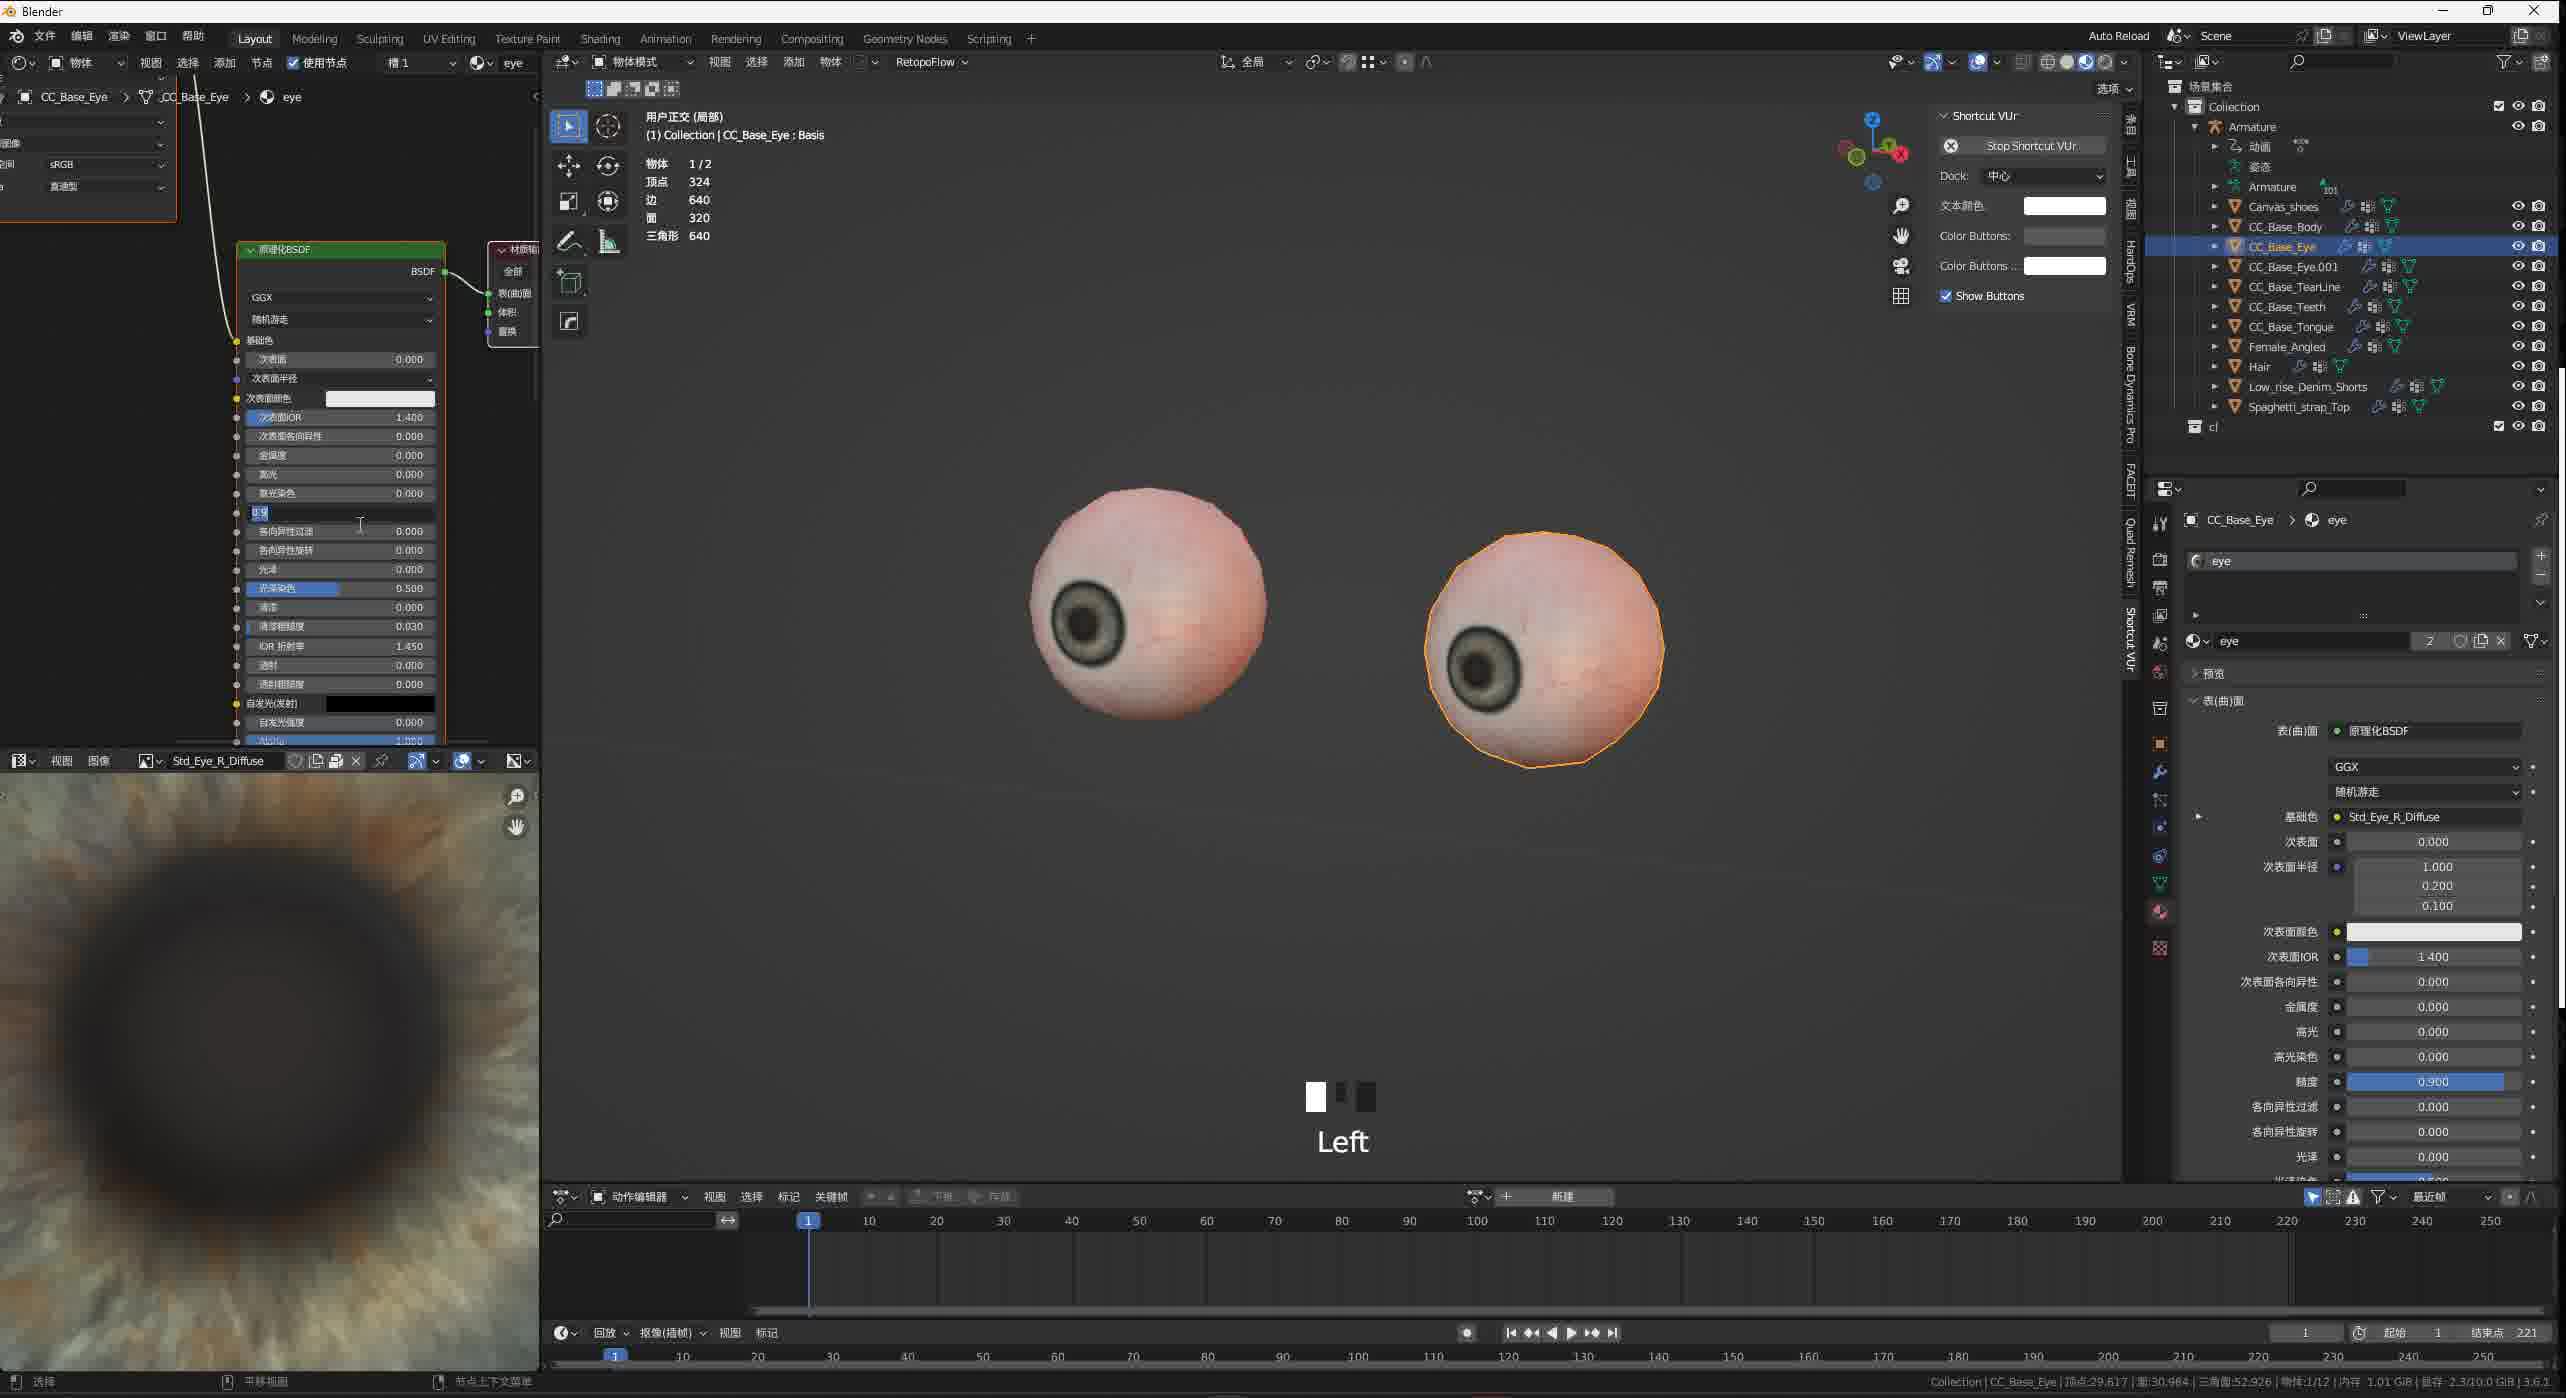 Blender
文件 编辑 渲染 窗口 帮助 Layout Modeling Sculpting UV Editing Texture Paint Shading Animation Rendering Compositing Geometry Nodes Scripting + Auto Reload Scene ViewLayer
物体 视图 选择 添加 节点 使用节点 槽 1 eye
CC_Base_Eye > CC_Base_Eye > eye
sRGB
直通型
原理化BSDF
BSDF
GGX
随机游走
基础色
次表面 0.000
次表面半径
次表面颜色
次表面IOR 1.400
次表面各向异性 0.000
金属度 0.000
高光 0.000
高光染色 0.000
0.9
各向异性过滤 0.000
各向异性旋转 0.000
光泽 0.000
光泽染色 0.500
清漆 0.000
清漆粗糙度 0.030
IOR 折射率 1.450
透射 0.000
透射粗糙度 0.000
自发光(发射)
自发光强度 0.000
Alpha 1.000
全部
表(曲)面
体积
置换
视图 图像 Std_Eye_R_Diffuse
物体模式 视图 选择 添加 物体 RetopoFlow 全局
选项
用户正交 (局部)
(1) Collection | CC_Base_Eye : Basis
物体 1 / 2
顶点 324
边 640
面 320
三角形 640
Z
Y
X
Shortcut VUr
Stop Shortcut VUr
Dock: 中心
文本颜色
Color Buttons:
Color Buttons ...
Show Buttons
条目
工具
视图
HardOps
VRM
Bone Dynamics Pro
FACEIT
Quad Remesh
Shortcut VUr
Left
场景集合
Collection
Armature
动画
姿态
Armature 101
Canvas_shoes
CC_Base_Body
CC_Base_Eye
CC_Base_Eye.001
CC_Base_TearLine
CC_Base_Teeth
CC_Base_Tongue
Female_Angled
Hair
Low_rise_Denim_Shorts
Spaghetti_strap_Top
cl
CC_Base_Eye > eye
eye
eye 2
预览
表(曲)面
表(曲)面 原理化BSDF
GGX
随机游走
基础色 Std_Eye_R_Diffuse
次表面 0.000
次表面半径 1.000
0.200
0.100
次表面颜色
次表面IOR 1.400
次表面各向异性 0.000
金属度 0.000
高光 0.000
高光染色 0.000
糙度 0.900
各向异性过滤 0.000
各向异性旋转 0.000
光泽 0.000
动作编辑器 视图 选择 标记 关键帧 下推 存放 + 新建 最近帧
1 10 20 30 40 50 60 70 80 90 100 110 120 130 140 150 160 170 180 190 200 210 220 230 240 250
回放 抠像(插帧) 视图 标记 1 起始 1 结束点 221
1 10 20 30 40 50 60 70 80 90 100 110 120 130 140 150 160 170 180 190 200 210 220 230 240 250
选择 平移视图 节点上下文菜单 Collection | CC_Base_Eye | 顶点:29,617 | 面:30,964 | 三角面:52,926 | 物体:1/12 | 内存: 1.01 GiB | 显存: 2.3/10.0 GiB | 3.6.1